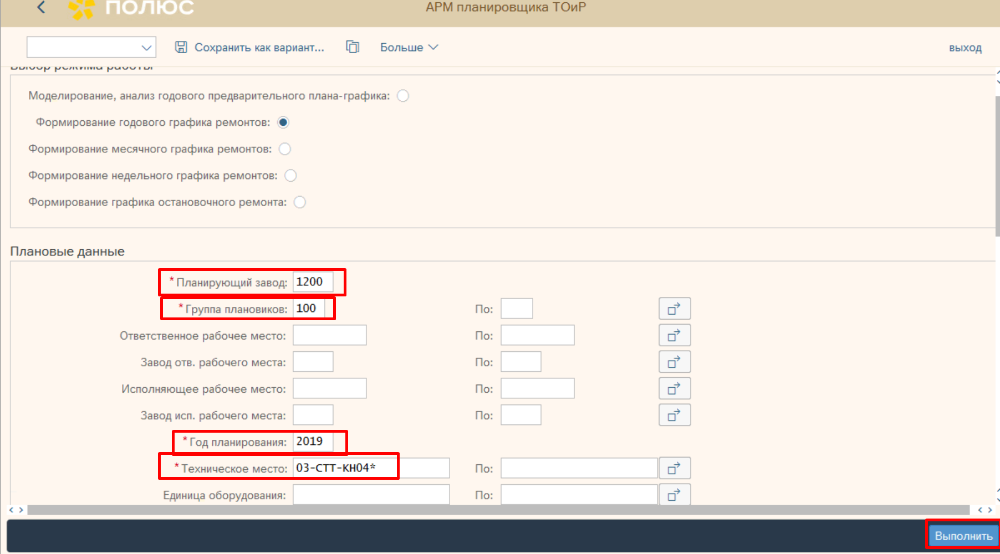 ПОЛЮС
АРМ планировщика ТОиР
Сохранить как вариант...
Больше
выход
Выбор режима работы
Моделирование, анализ годового предварительного плана-графика:
Формирование годового графика ремонтов:
Формирование месячного графика ремонтов:
Формирование недельного графика ремонтов:
Формирование графика остановочного ремонта:
Плановые данные
* Планирующий завод: 1200
* Группа плановиков: 100 По:
Ответственное рабочее место: По:
Завод отв. рабочего места: По:
Исполняющее рабочее место: По:
Завод исп. рабочего места: По:
* Год планирования: 2019
* Техническое место: 03-СТТ-КН04* По:
Единица оборудования: По:
Выполнить